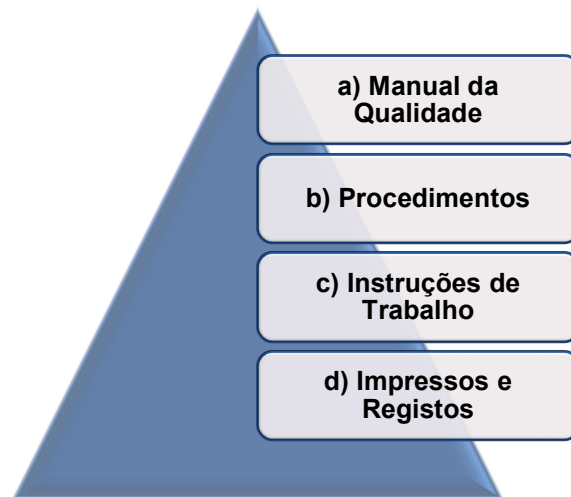 a) Manual da
Qualidade
b) Procedimentos
c) Instruções de
Trabalho
d) Impressos e
Registos